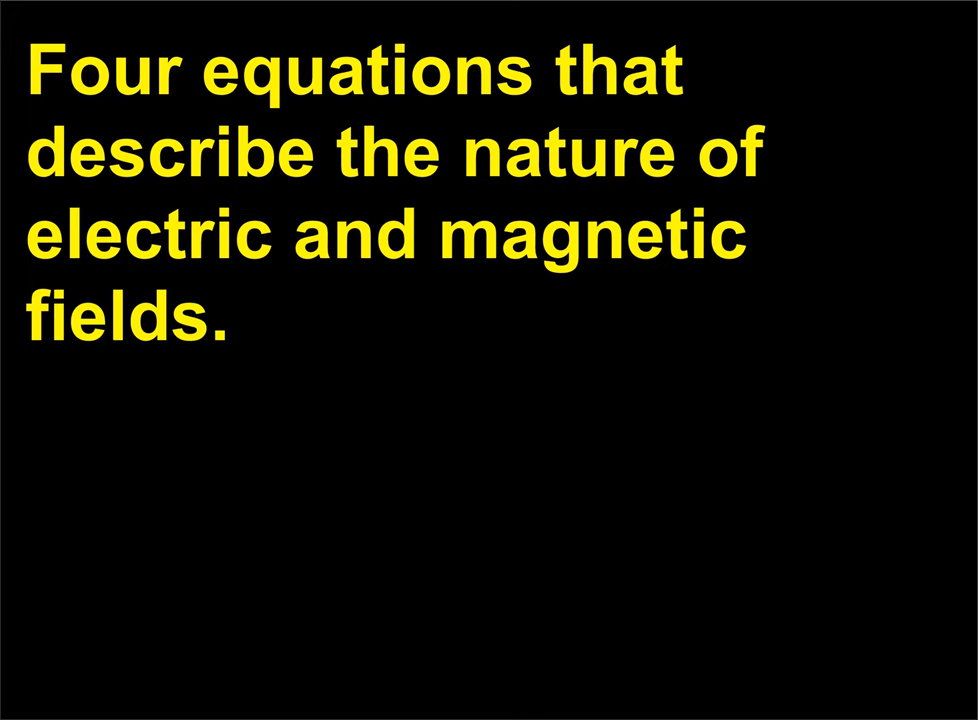 Four equations that
describe the nature of
electric and magnetic
fields.